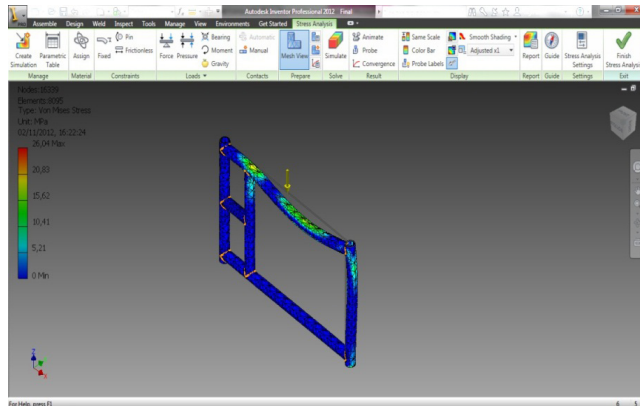 Autodesk Inventor Professional 2012 Final
Assemble Design Weld Inspect Tools Manage View Environments Get Started Stress Analysis
Pin Bearing Automatic Animate Same Scale Smooth Shading
Frictionless Moment Manual Probe Color Bar Adjusted x1
Gravity Convergence Probe Labels
Create Simulation Parametric Table Assign Fixed Force Pressure Mesh View Simulate Report Guide Stress Analysis Settings Finish Stress Analysis
Manage Material Constraints Loads Contacts Prepare Solve Result Display Report Guide Settings Exit
Nodes:16339
Elements:8095
Type: Von Mises Stress
Unit: MPa
02/11/2012, 16:22:24
26,04 Max
20,83
15,62
10,41
5,21
0 Min
For Help, press F1
6 5